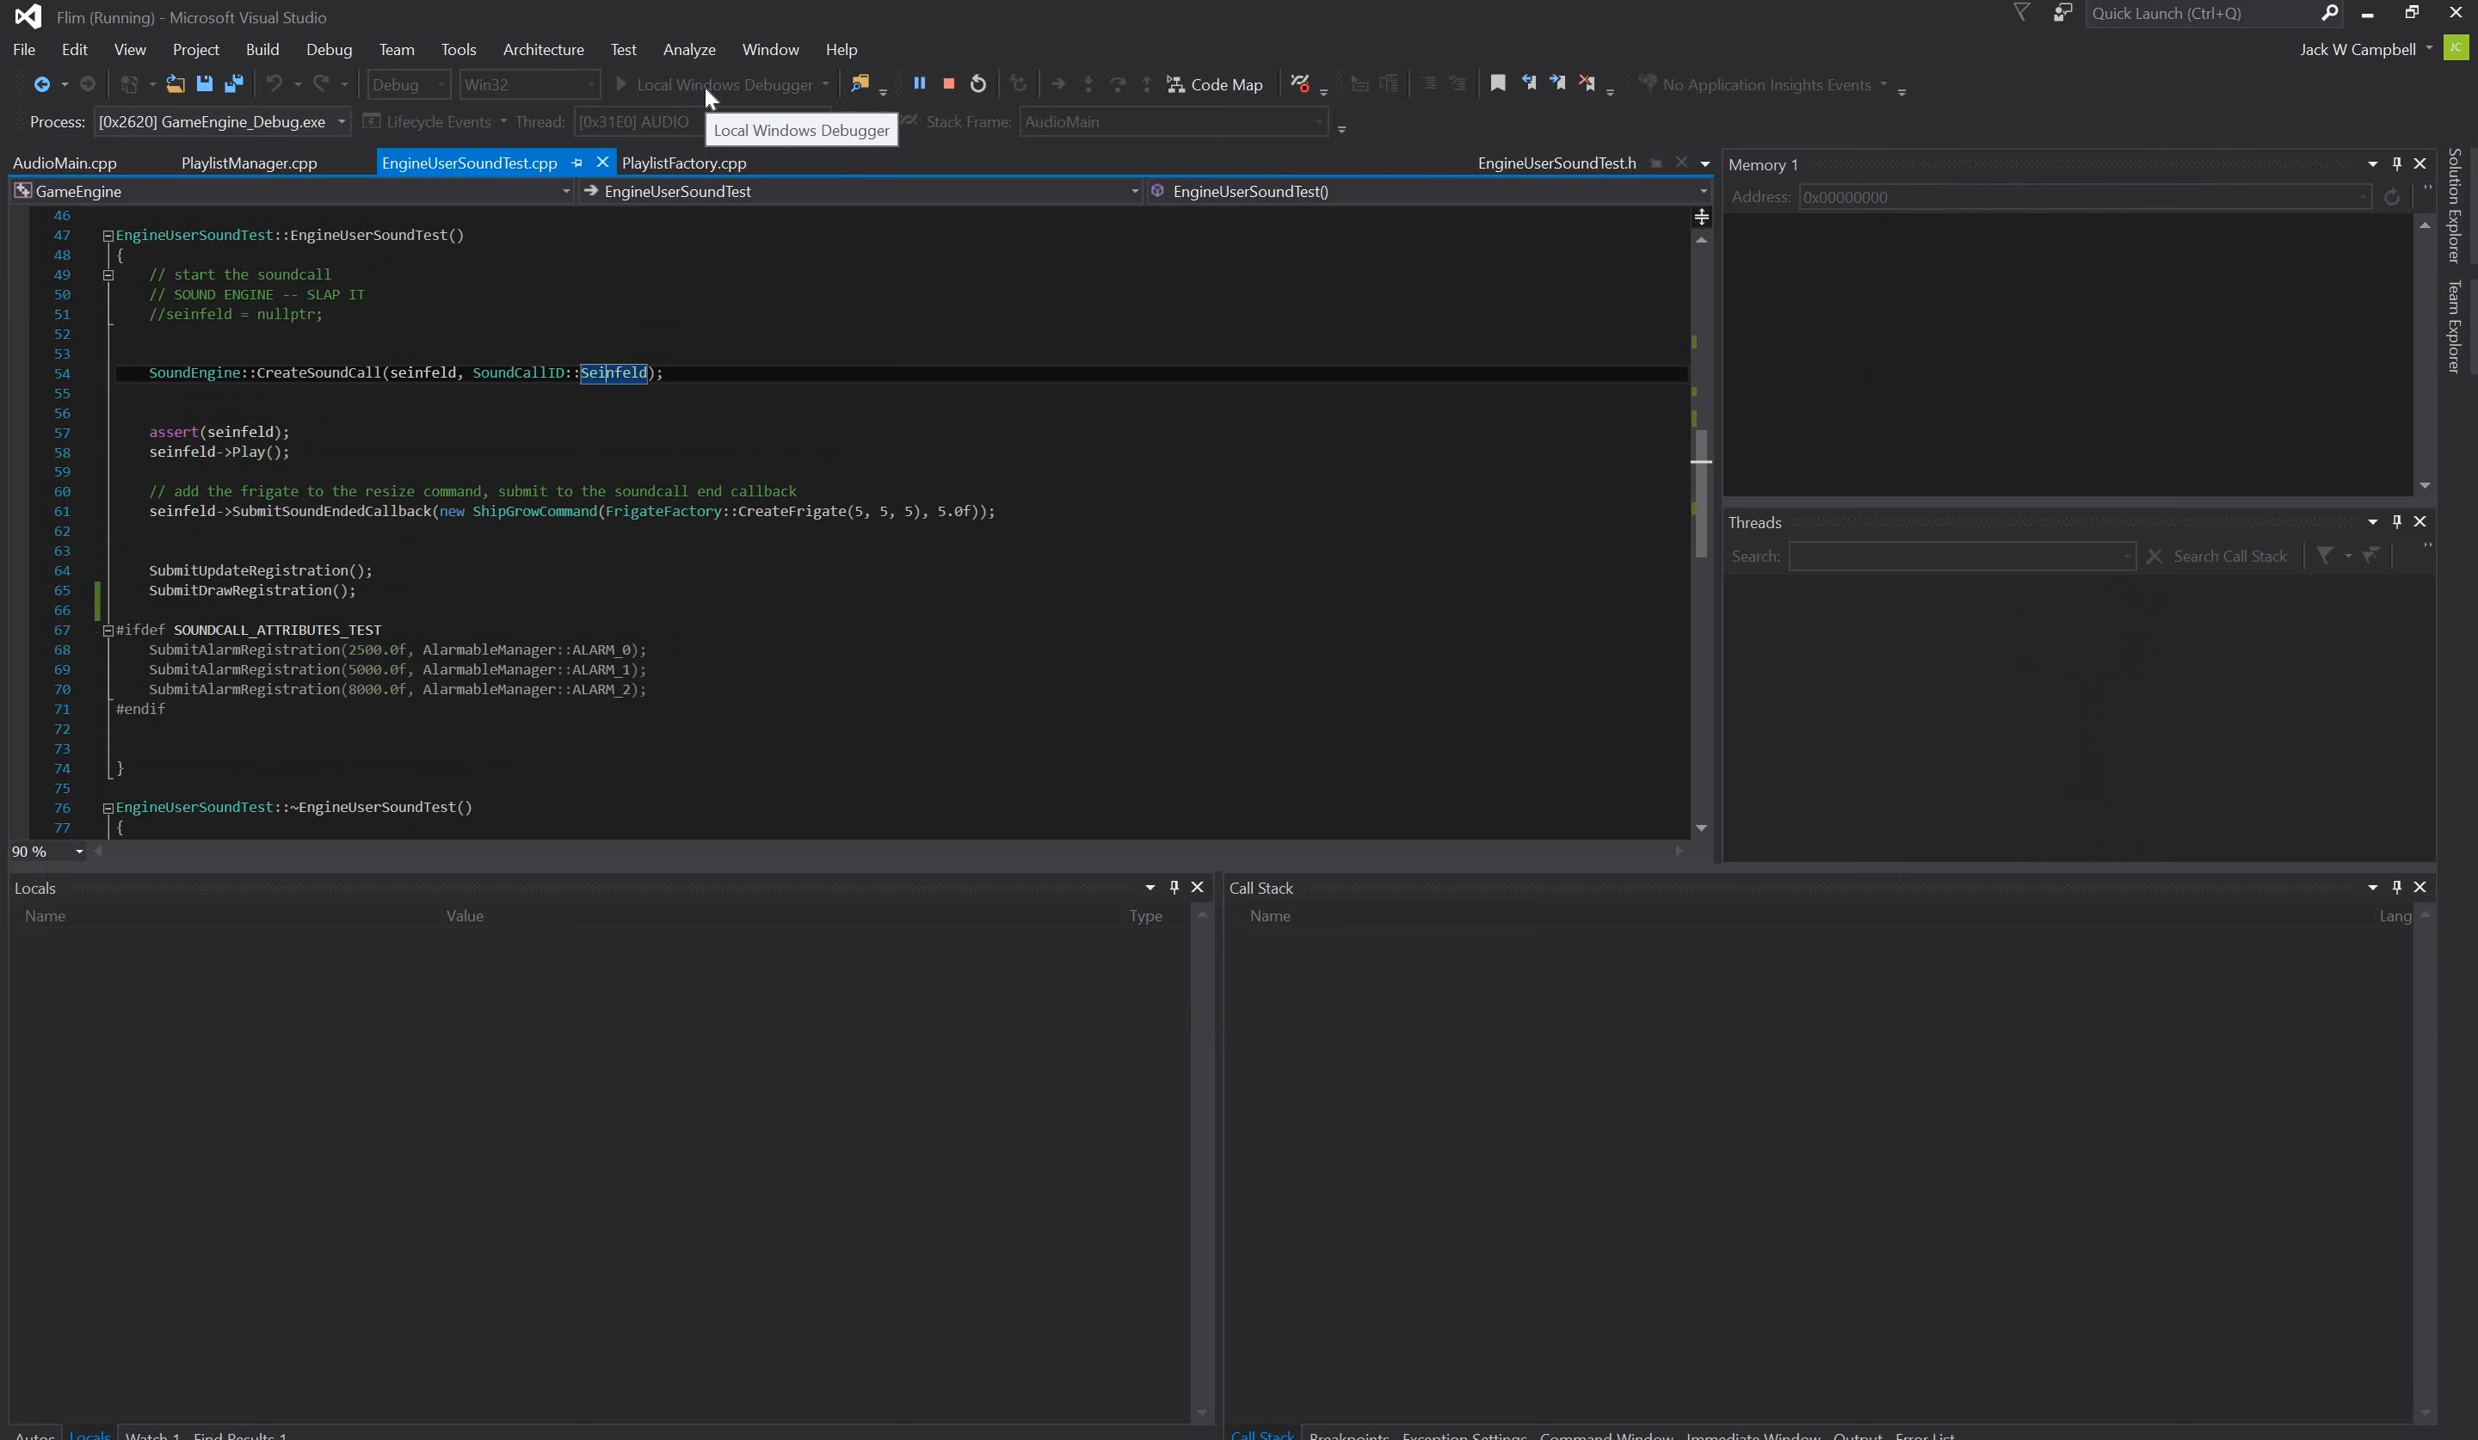 Flim (Running) - Microsoft Visual Studio
Quick Launch (Ctrl+Q)
File Edit View Project Build Debug Team Tools Architecture Test Analyze Window Help
Jack W Campbell JC
Debug Win32 Local Windows Debugger Code Map No Application Insights Events
Process: [0x2620] GameEngine_Debug.exe Lifecycle Events Thread: [0x31E0] AUDIO Stack Frame: AudioMain
Local Windows Debugger
AudioMain.cpp PlaylistManager.cpp EngineUserSoundTest.cpp PlaylistFactory.cpp EngineUserSoundTest.h
GameEngine EngineUserSoundTest EngineUserSoundTest()
46
47 EngineUserSoundTest::EngineUserSoundTest()
48 {
49 // start the soundcall
50 // SOUND ENGINE -- SLAP IT
51 //seinfeld = nullptr;
52
53
54 SoundEngine::CreateSoundCall(seinfeld, SoundCallID::Seinfeld);
55
56
57 assert(seinfeld);
58 seinfeld->Play();
59
60 // add the frigate to the resize command, submit to the soundcall end callback
61 seinfeld->SubmitSoundEndedCallback(new ShipGrowCommand(FrigateFactory::CreateFrigate(5, 5, 5), 5.0f));
62
63
64 SubmitUpdateRegistration();
65 SubmitDrawRegistration();
66
67 #ifdef SOUNDCALL_ATTRIBUTES_TEST
68 SubmitAlarmRegistration(2500.0f, AlarmableManager::ALARM_0);
69 SubmitAlarmRegistration(5000.0f, AlarmableManager::ALARM_1);
70 SubmitAlarmRegistration(8000.0f, AlarmableManager::ALARM_2);
71 #endif
72
73
74 }
75
76 EngineUserSoundTest::~EngineUserSoundTest()
77 {
90 %
Memory 1
Address: 0x00000000
Threads
Search: Search Call Stack
Solution Explorer
Team Explorer
Locals
Name Value Type
Call Stack
Name Lang
Autos Locals Watch 1 Find Results 1
Call Stack Breakpoints Exception Settings Command Window Immediate Window Output Error List